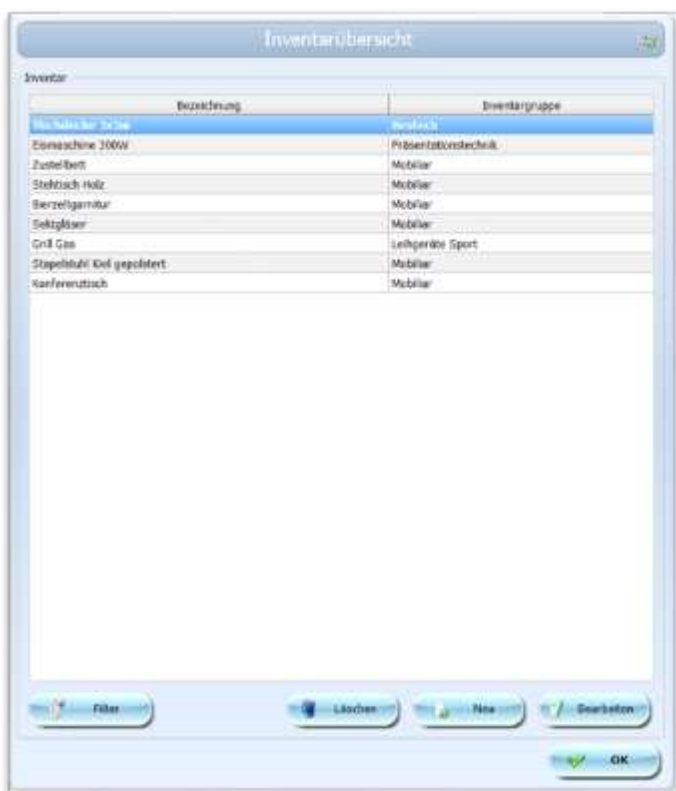 Inventarübersicht
Inventar
Bezeichnung Inventargruppe
Eismaschine 200W Präsentationstechnik
Zustellbett Mobiliar
Stehtisch Holz Mobiliar
Bierzeltgarnitur Mobiliar
Sektgläser Mobiliar
Grill Gas Leihgeräte Sport
Stapelstuhl Kiel gepolstert Mobiliar
Konferenztisch Mobiliar
Filter Löschen Neu Bearbeiten
OK